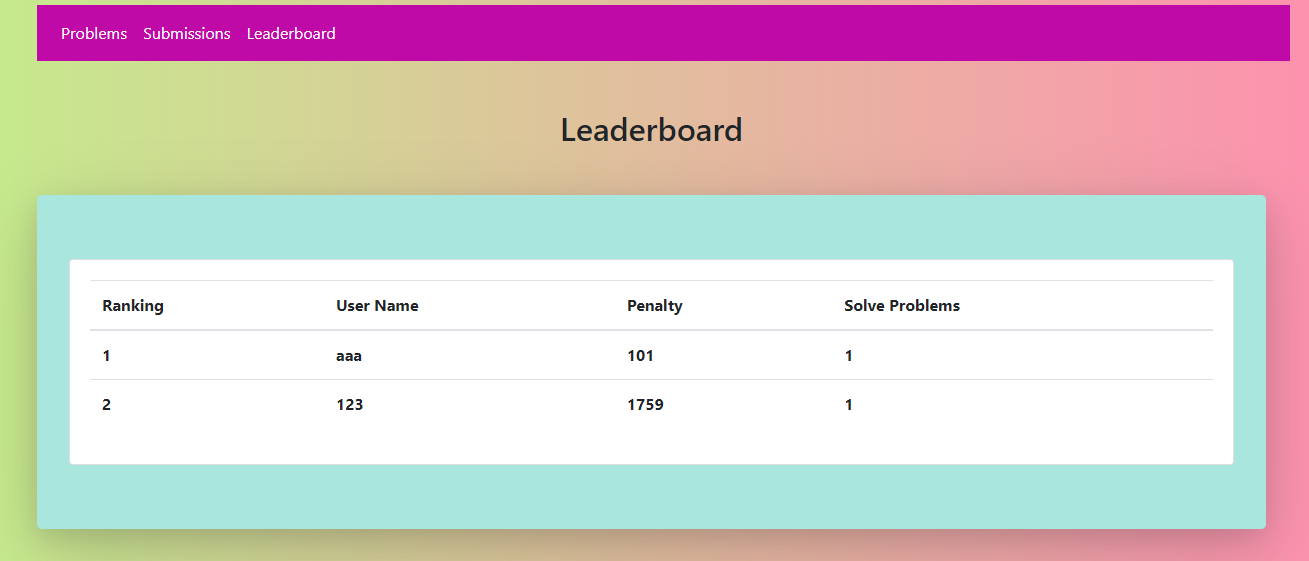 Problems Submissions Leaderboard
Leaderboard
Ranking User Name Penalty Solve Problems
1 aaa 101 1
2 123 1759 1